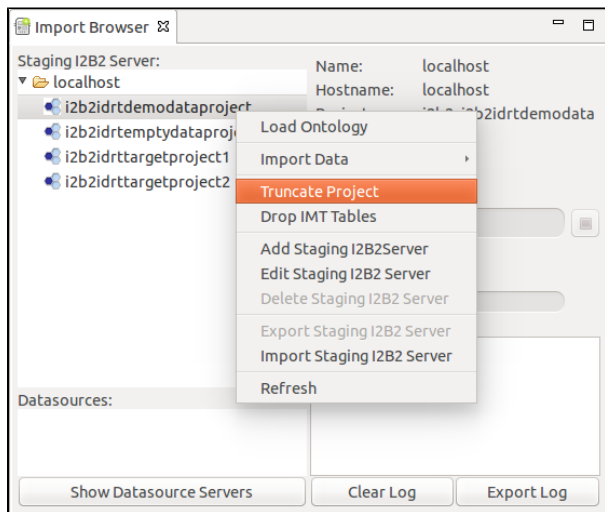 Import Browser
Staging I2B2 Server:
localhost
i2b2idrtdemodataproject
i2b2idrtemptydataproj
i2b2idrttargetproject1
i2b2idrttargetproject2
Name: localhost
Hostname: localhost
i2b2idrtdemodata
Load Ontology
Import Data
Truncate Project
Drop IMT Tables
Add Staging I2B2Server
Edit Staging I2B2 Server
Delete Staging I2B2 Server
Export Staging I2B2 Server
Import Staging I2B2 Server
Refresh
Datasources:
Show Datasource Servers
Clear Log
Export Log